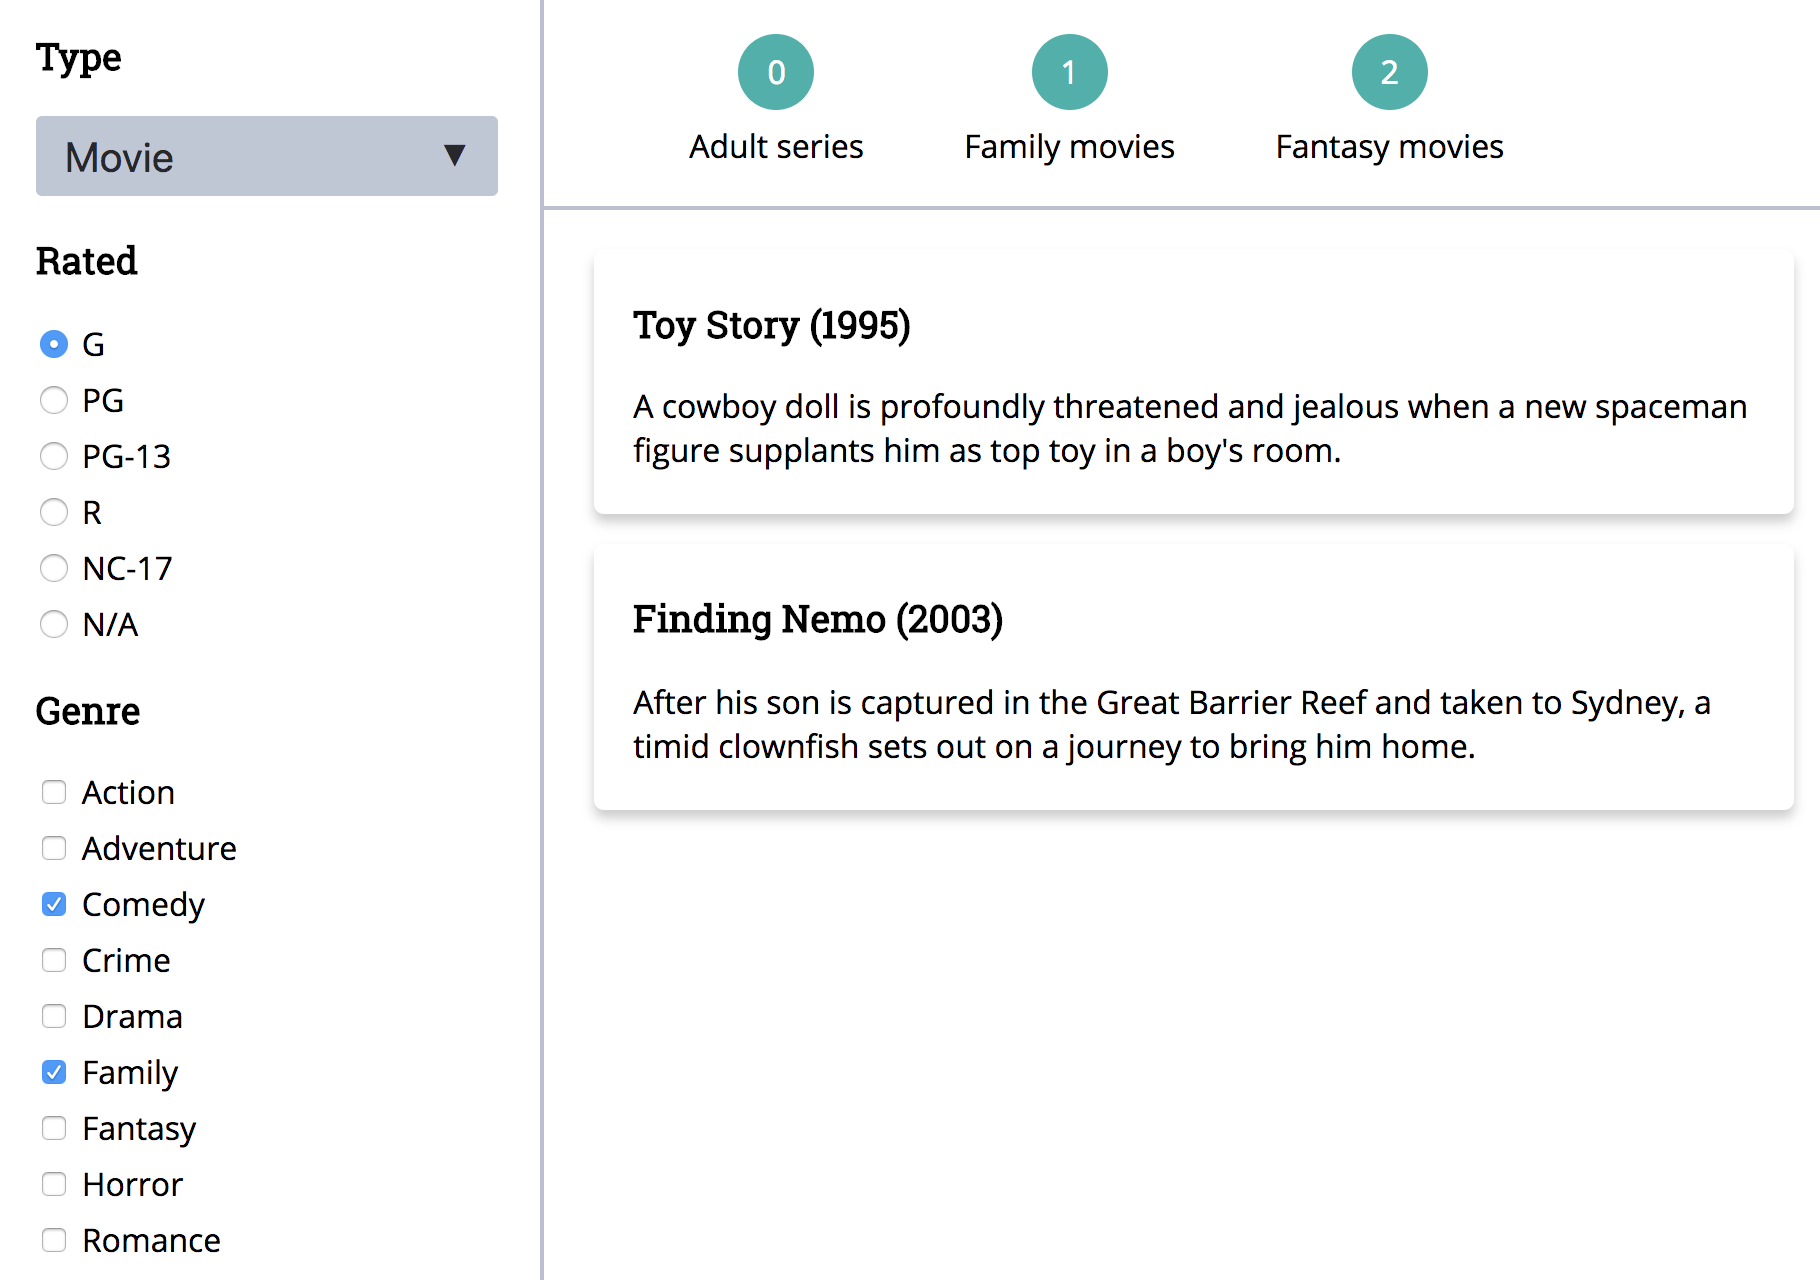 Type
Movie ▼
Rated
G
PG
PG-13
R
NC-17
N/A
Genre
Action
Adventure
Comedy
Crime
Drama
Family
Fantasy
Horror
Romance
0
Adult series
1
Family movies
2
Fantasy movies
Toy Story (1995)
A cowboy doll is profoundly threatened and jealous when a new spaceman
figure supplants him as top toy in a boy's room.
Finding Nemo (2003)
After his son is captured in the Great Barrier Reef and taken to Sydney, a
timid clownfish sets out on a journey to bring him home.